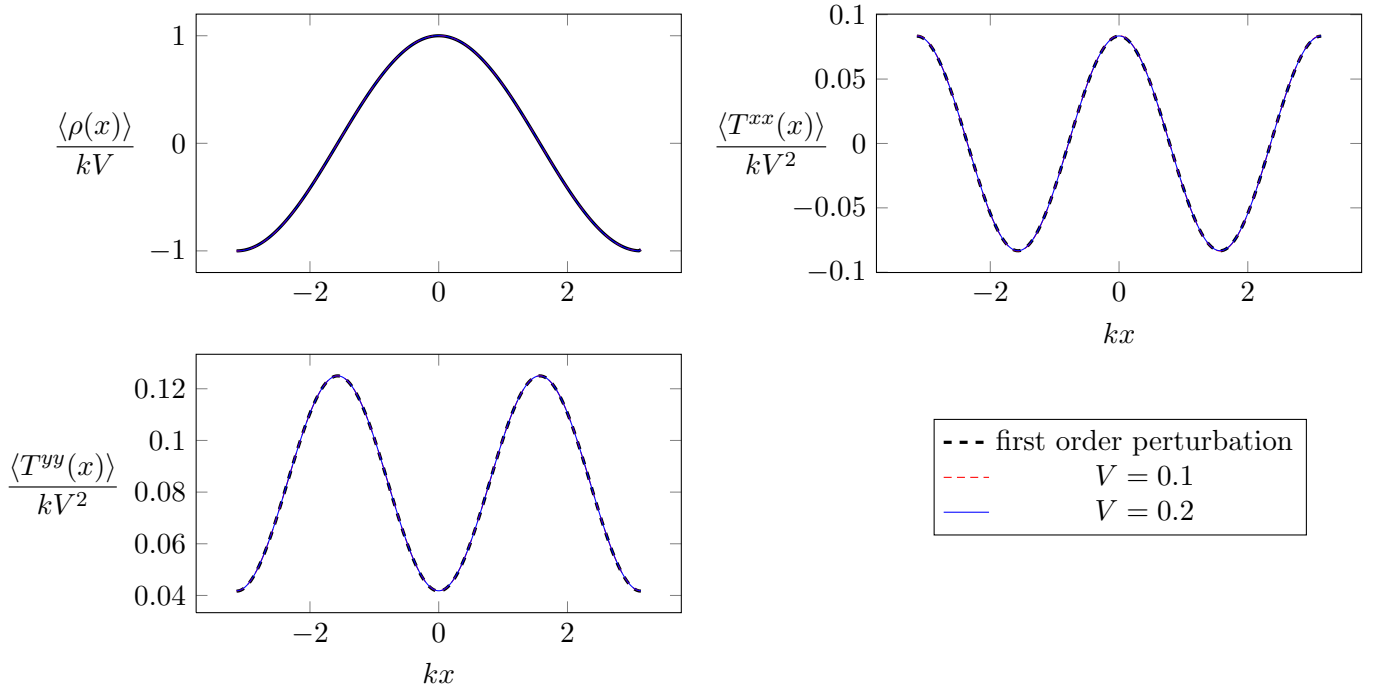 1
0
−1
⟨ρ(x)⟩
kV
−2 0 2
0.1
0.05
0
−0.05
−0.1
⟨T^{xx}(x)⟩
kV^2
−2 0 2
kx
0.12
0.1
0.08
0.06
0.04
⟨T^{yy}(x)⟩
kV^2
−2 0 2
kx
first order perturbation
V = 0.1
V = 0.2